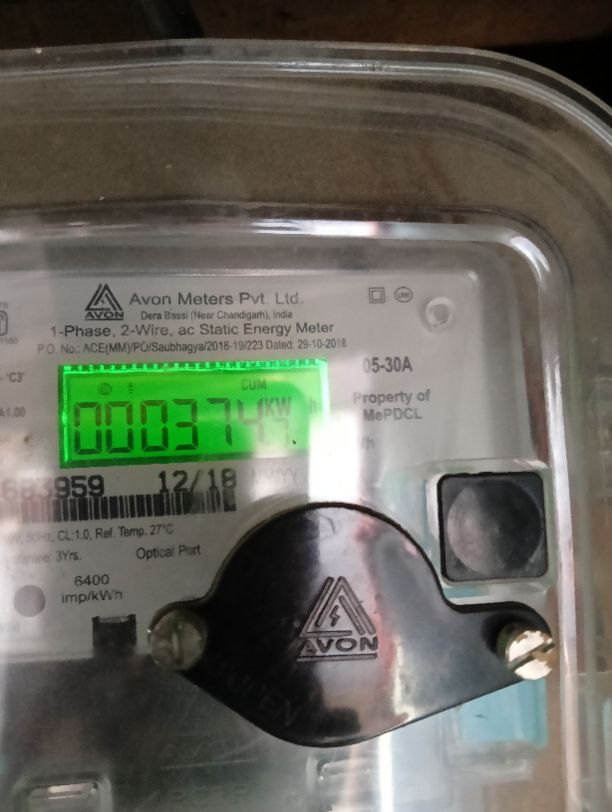 Avon Meters Pvt. Ltd.
AVON
Dera Bassi (Near Chandigarh), India
1-Phase, 2-Wire, ac Static Energy Meter
P.O. No.: ACE(MM)/PO/Saubhagya/2018-19/223 Dated: 29-10-2018
'C3'
05-30A
CUM
Property of
MePDCL
KW h
12/18
50Hz, CL:1.0, Ref. Temp. 27°C
3Yrs.
Optical Port
6400
imp/kWh
AVON